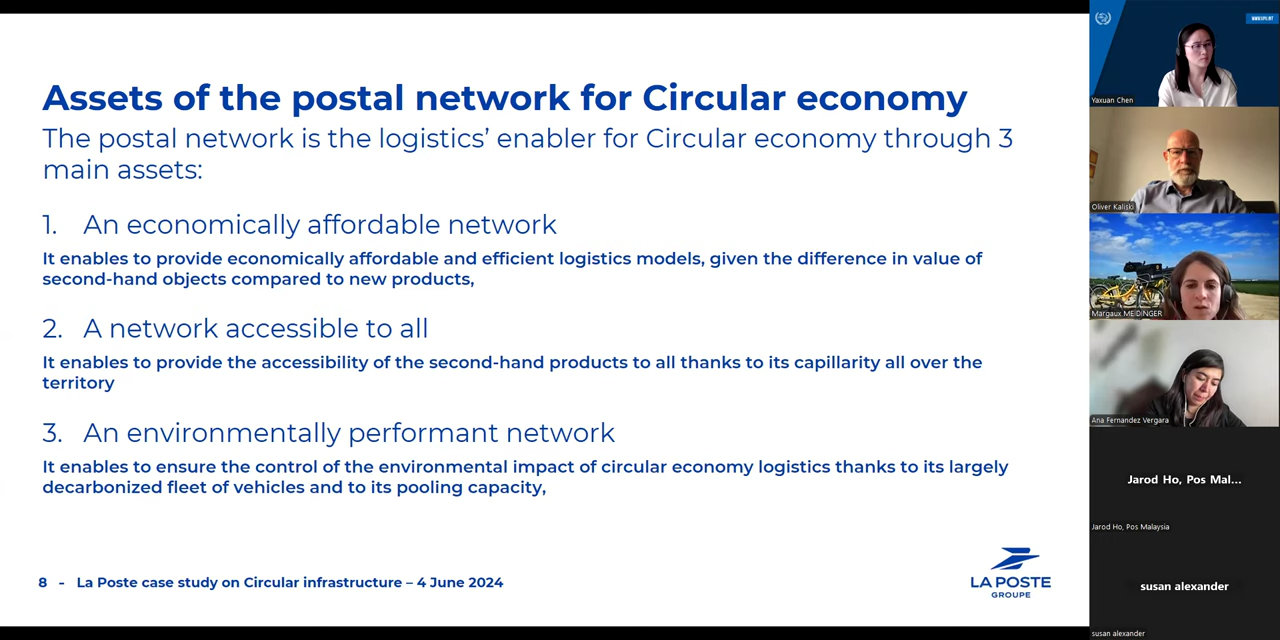 Assets of the postal network for Circular economy
The postal network is the logistics’ enabler for Circular economy through 3
main assets:
1. An economically affordable network
It enables to provide economically affordable and efficient logistics models, given the difference in value of
second-hand objects compared to new products,
2. A network accessible to all
It enables to provide the accessibility of the second-hand products to all thanks to its capillarity all over the
territory
3. An environmentally performant network
It enables to ensure the control of the environmental impact of circular economy logistics thanks to its largely
decarbonized fleet of vehicles and to its pooling capacity,
8 - La Poste case study on Circular infrastructure – 4 June 2024
LA POSTE
GROUPE
WWW.UPU.INT
Yaxuan Chen
Oliver Kaliski
Margaux MEIDINGER
Ana Fernandez Vergara
Jarod Ho, Pos Mal...
Jarod Ho, Pos Malaysia
susan alexander
susan alexander